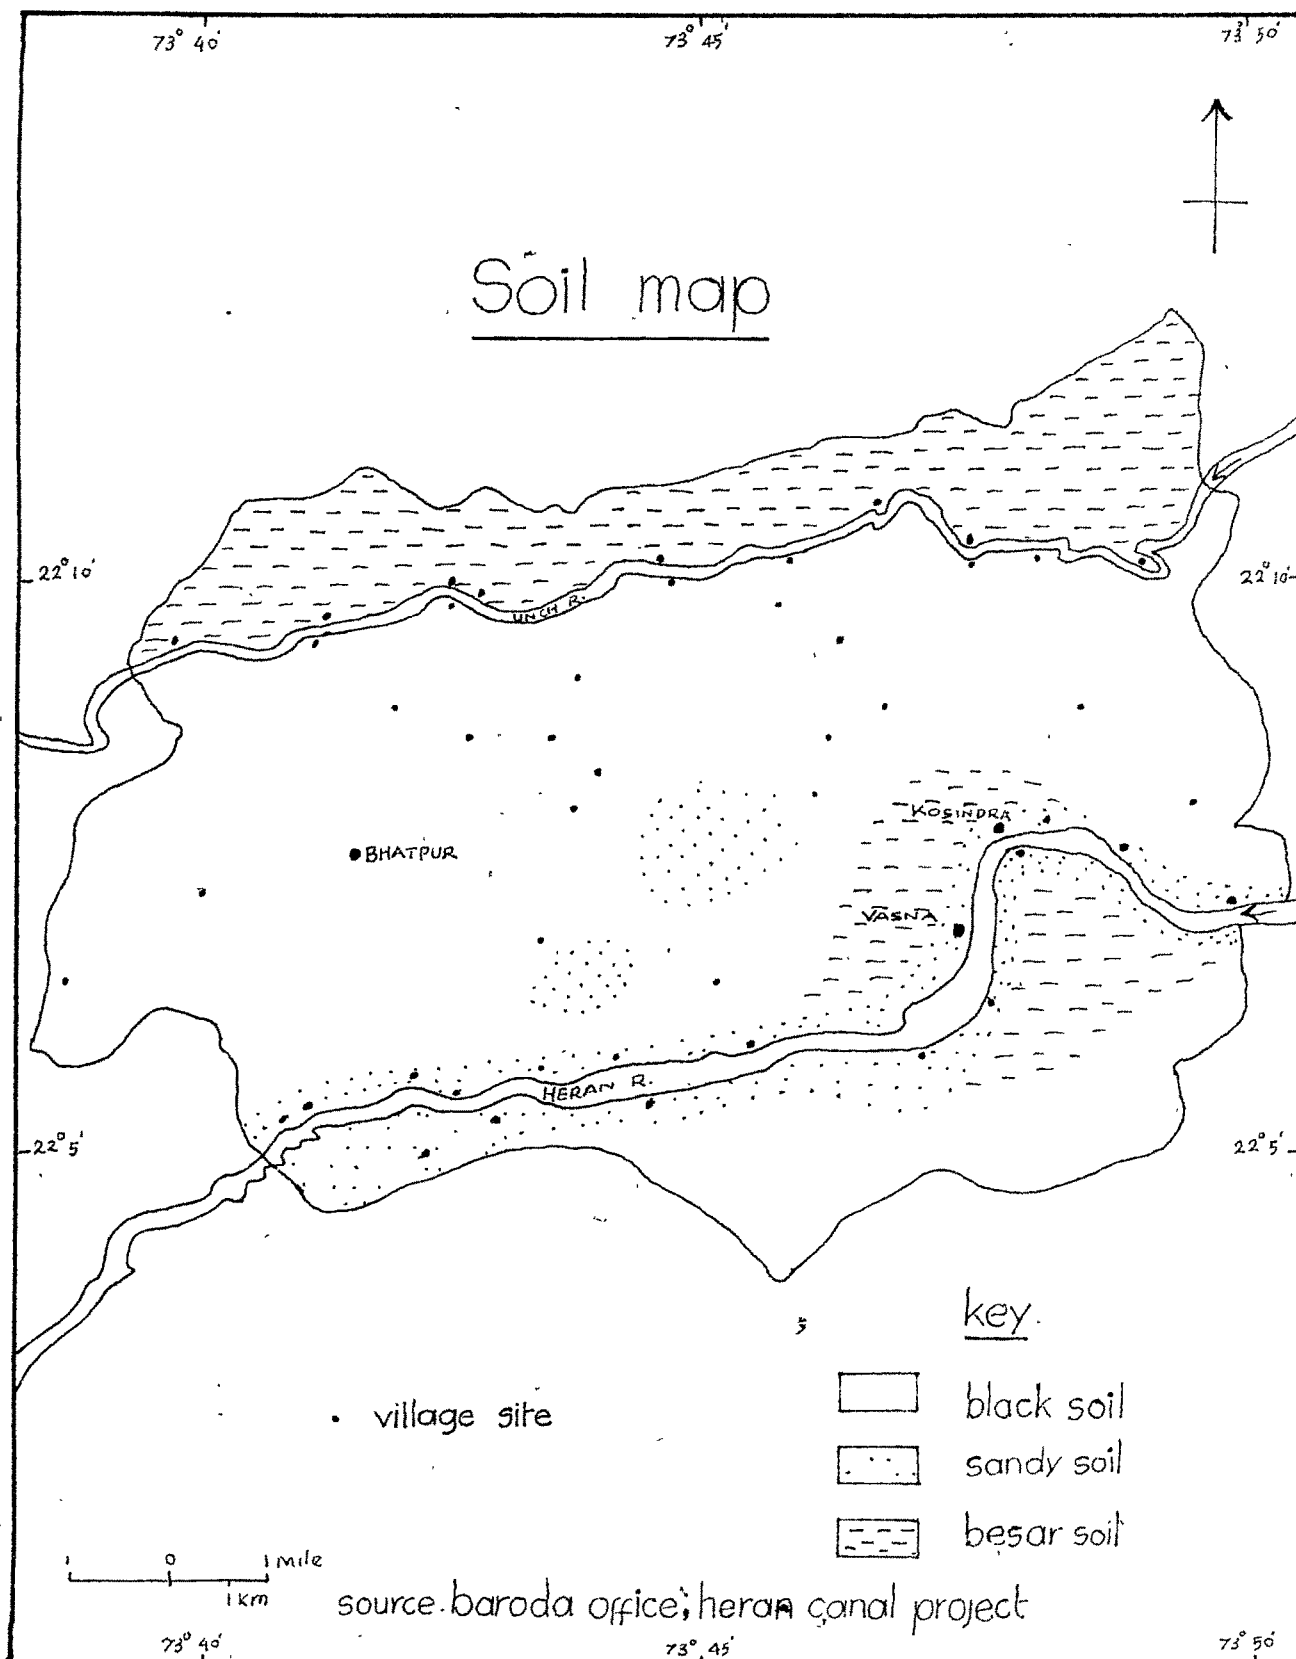 73° 40' 73° 45' 73° 50'
Soil map
22° 10' 22° 10'
UNCH R.
KOSINDRA
BHATPUR
VASNA
HERAN R.
22° 5' 22° 5'
key.
village site
black soil
sandy soil
besar soil
1 0 1 Mile
1 km
source. baroda office; heran canal project
73° 40' 73° 45' 73° 50'